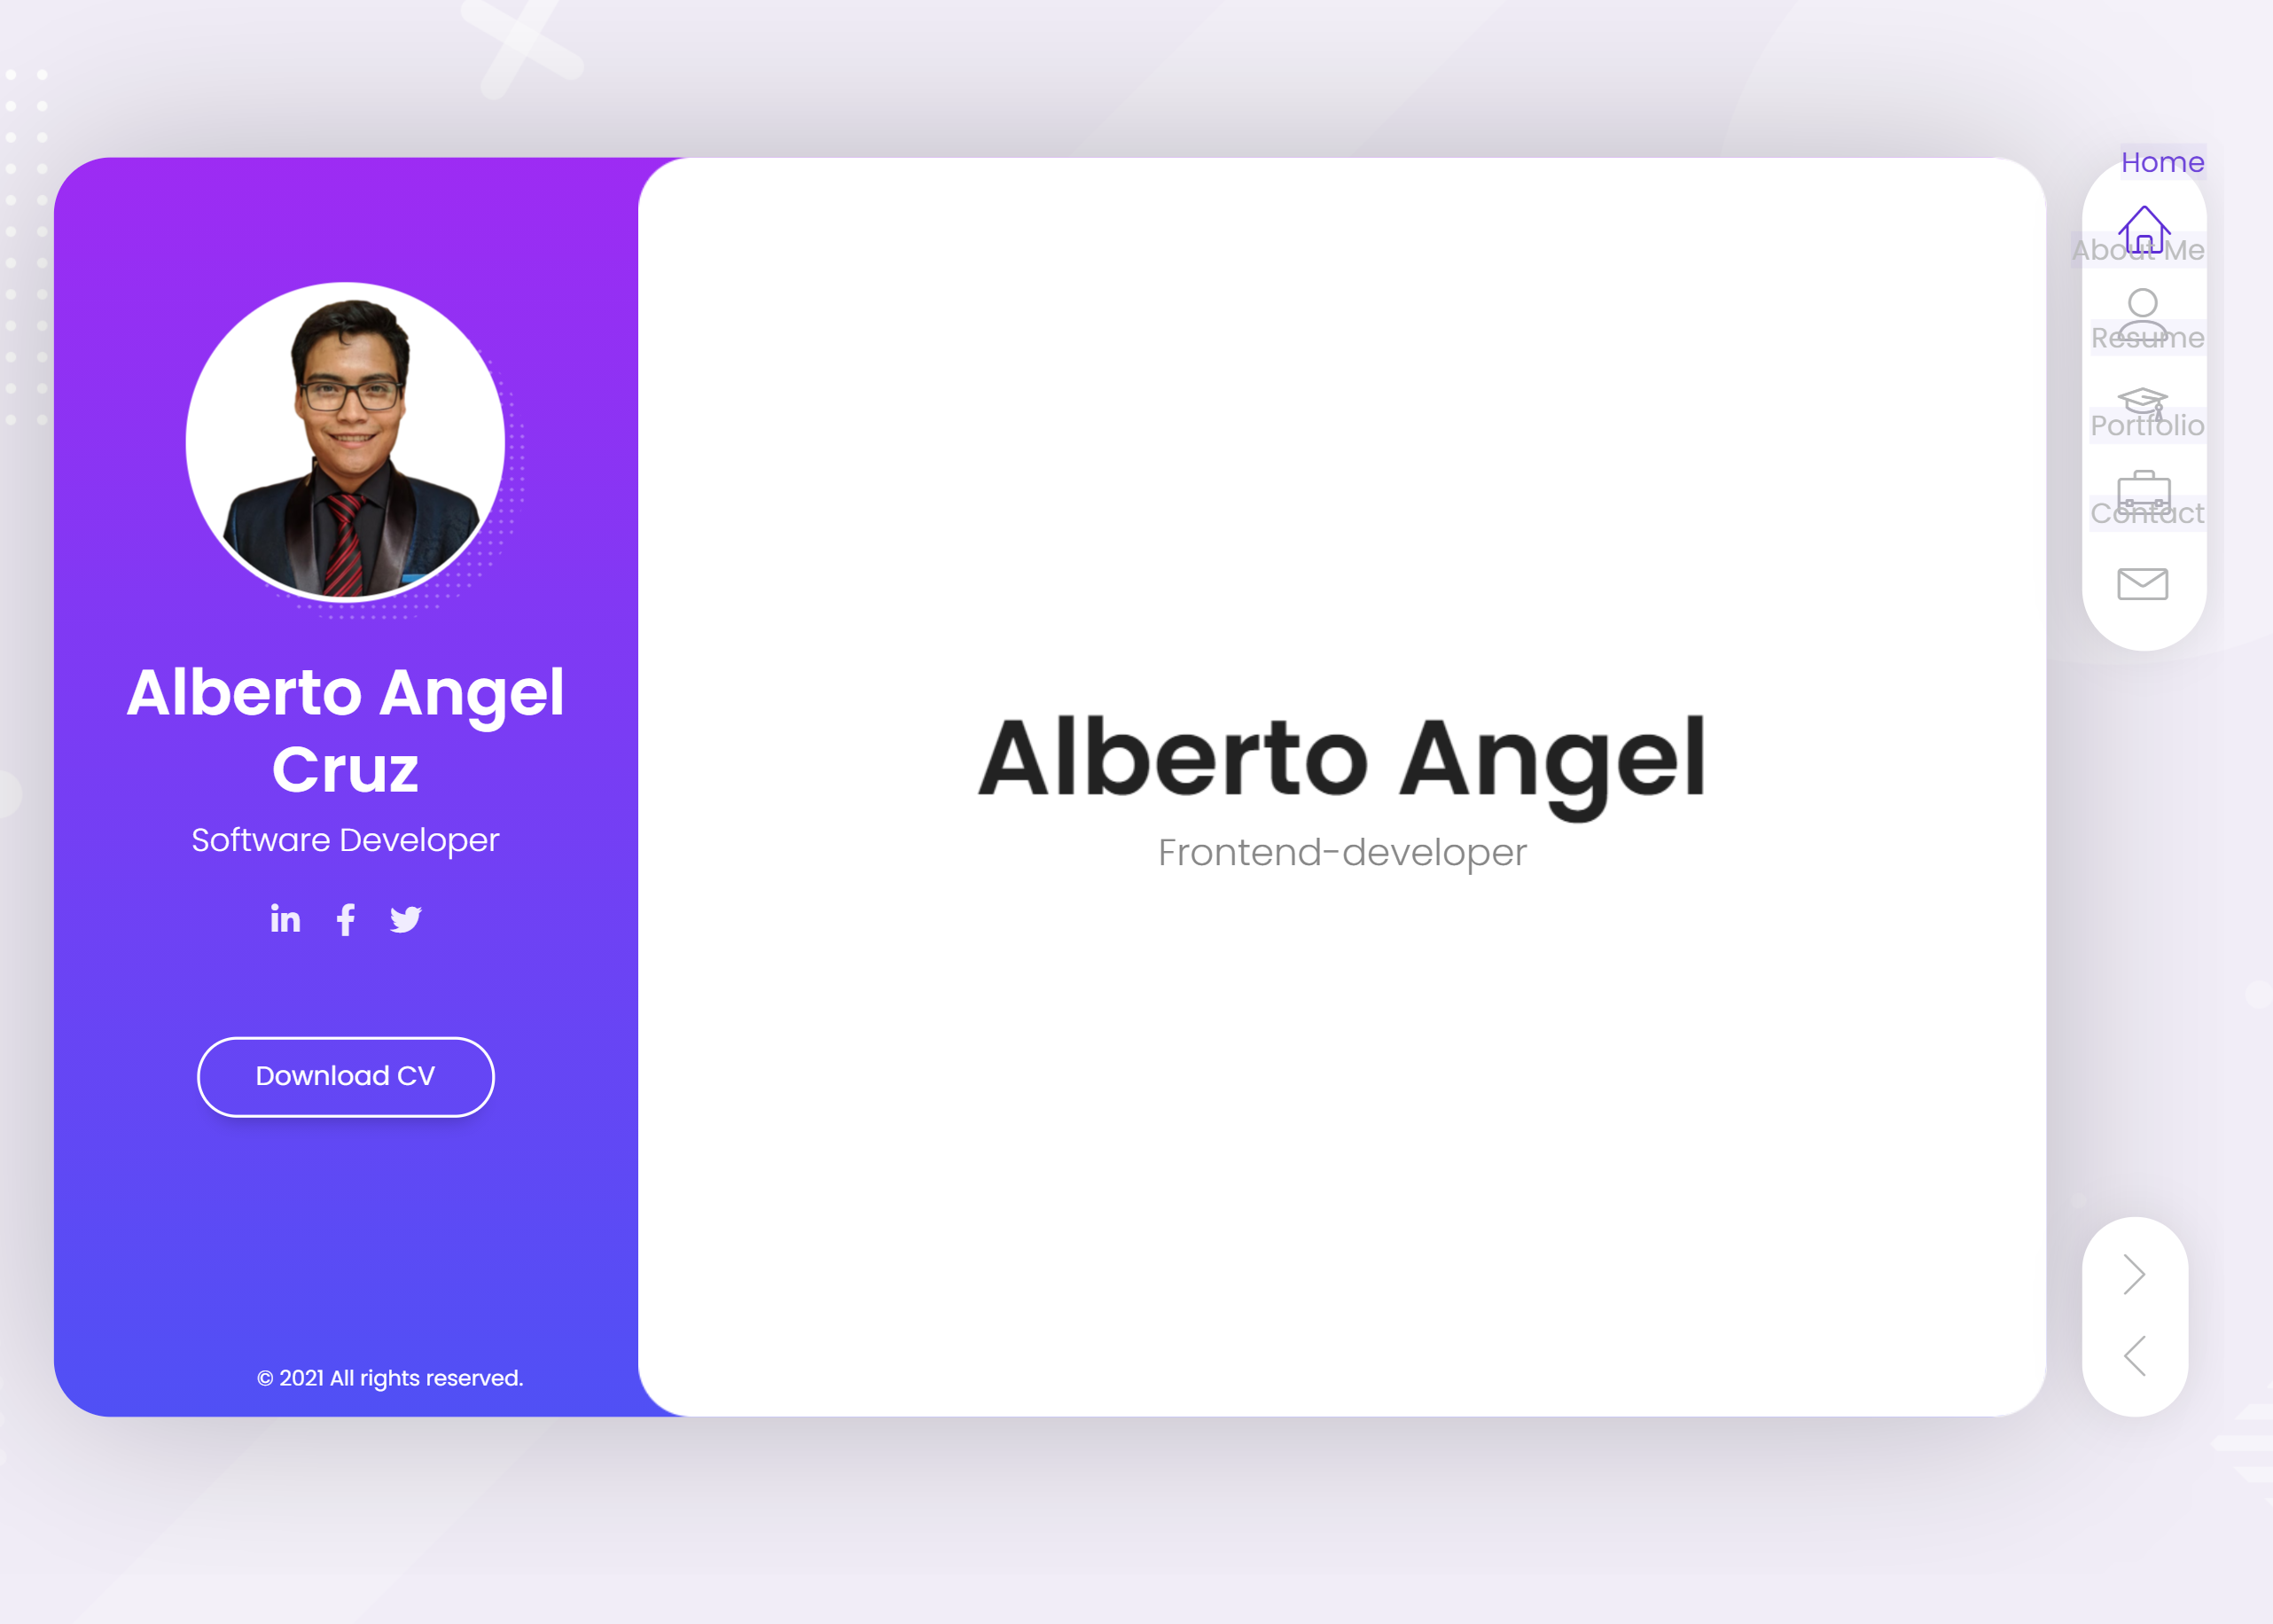 Alberto Angel
Cruz
Software Developer
Download CV
© 2021 All rights reserved.
Alberto Angel
Frontend-developer
Home
About Me
Resume
Portfolio
Contact